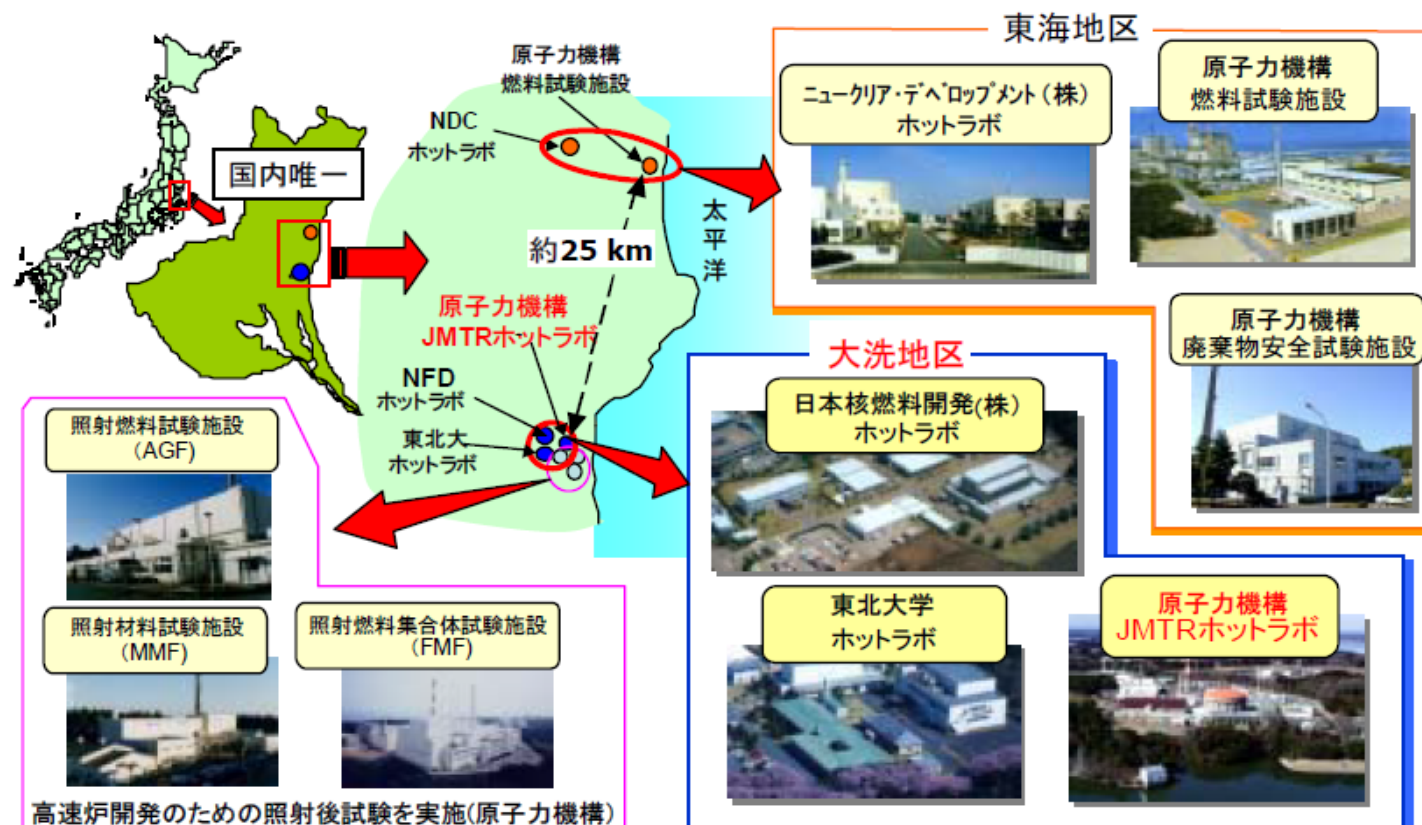 国内唯一
原子力機構
燃料試験施設
NDC
ホットラボ
約25 km
太平洋
原子力機構
JMTRホットラボ
NFD
ホットラボ
東北大
ホットラボ
東海地区
ニュークリア・デベロップメント(株)
ホットラボ
原子力機構
燃料試験施設
原子力機構
廃棄物安全試験施設
大洗地区
日本核燃料開発(株)
ホットラボ
東北大学
ホットラボ
原子力機構
JMTRホットラボ
照射燃料試験施設
(AGF)
照射材料試験施設
(MMF)
照射燃料集合体試験施設
(FMF)
高速炉開発のための照射後試験を実施(原子力機構)